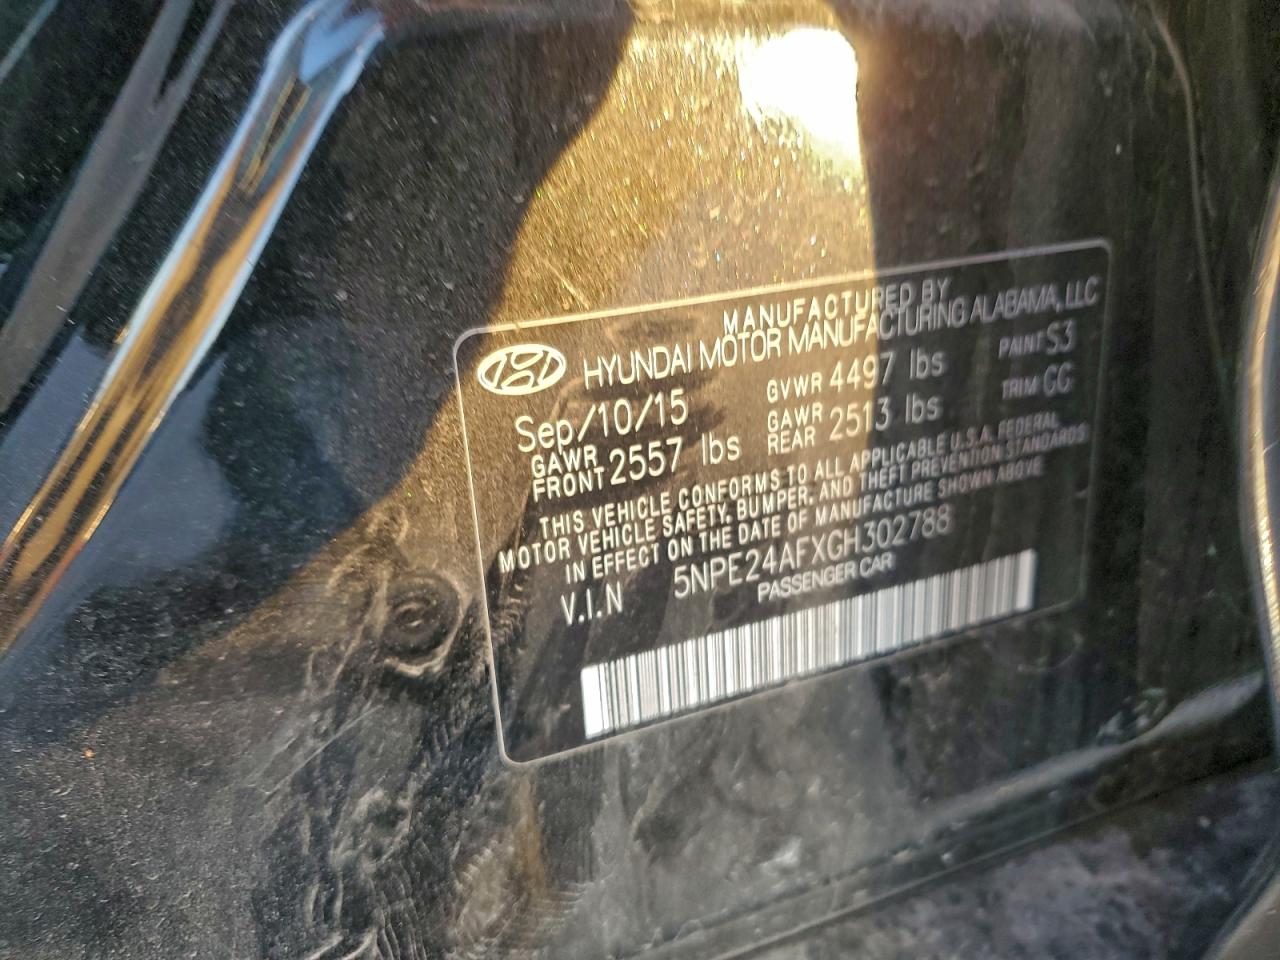 MANUFACTURED BY
HYUNDAI MOTOR MANUFACTURING ALABAMA, LLC
Sep/10/15 GVWR 4497 lbs PAINT S3
GAWR FRONT 2557 lbs GAWR REAR 2513 lbs TRIM GG
THIS VEHICLE CONFORMS TO ALL APPLICABLE U.S.A. FEDERAL
MOTOR VEHICLE SAFETY, BUMPER, AND THEFT PREVENTION STANDARDS
IN EFFECT ON THE DATE OF MANUFACTURE SHOWN ABOVE
V.I.N 5NPE24AFXGH302788
PASSENGER CAR